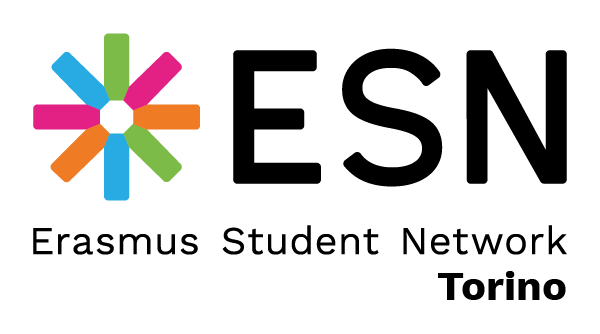 ESN
Erasmus Student Network
Torino